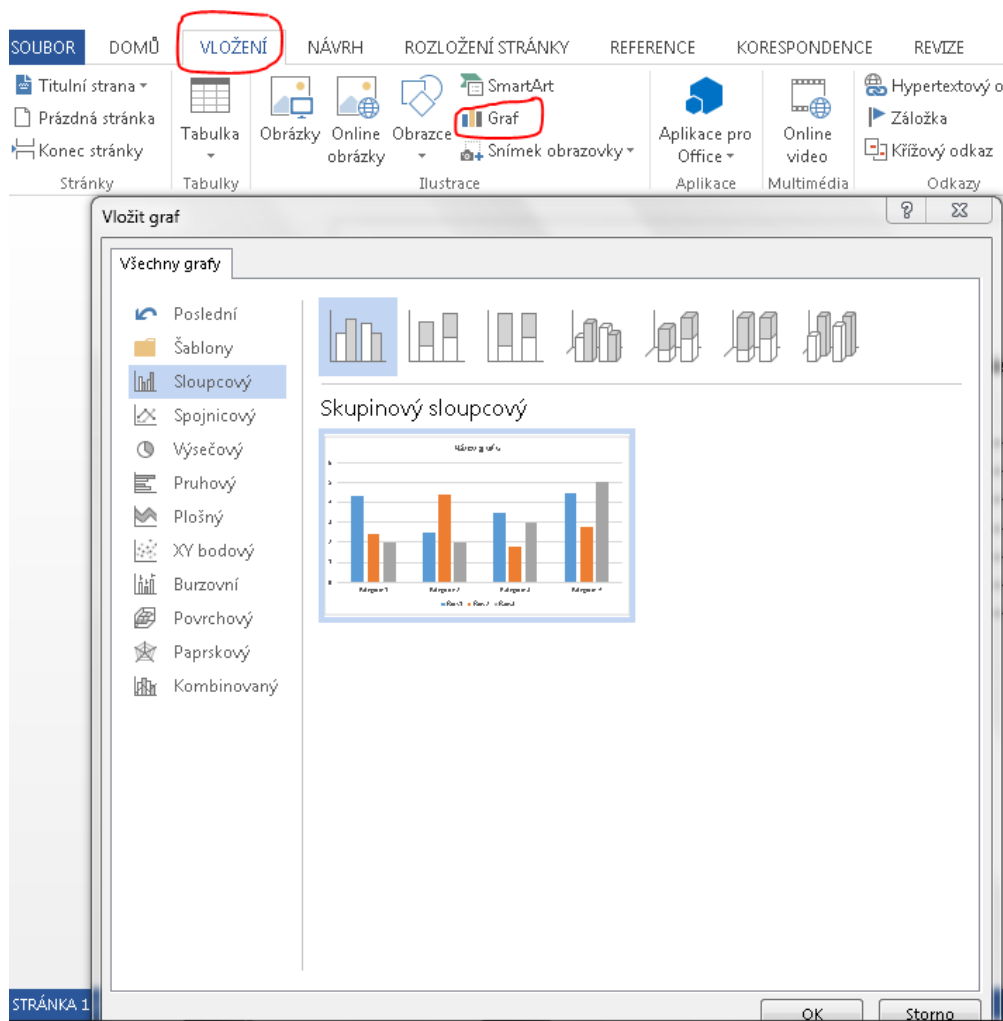 SOUBOR DOMŮ VLOŽENÍ NÁVRH ROZLOŽENÍ STRÁNKY REFERENCE KORESPONDENCE REVIZE
Titulní strana
Prázdná stránka
Konec stránky
Stránky
Tabulka
Tabulky
Obrázky
Online obrázky
Obrazce
SmartArt
Graf
Snímek obrazovky
Ilustrace
Aplikace pro
Office
Aplikace
Online
video
Multimédia
Hypertextový o
Záložka
Křížový odkaz
Odkazy
Vložit graf
Všechny grafy
Poslední
Šablony
Sloupcový
Spojnicový
Výsečový
Pruhový
Plošný
XY bodový
Burzovní
Povrchový
Paprskový
Kombinovaný
Skupinový sloupcový
Název grafu
STRÁNKA 1
OK Storno